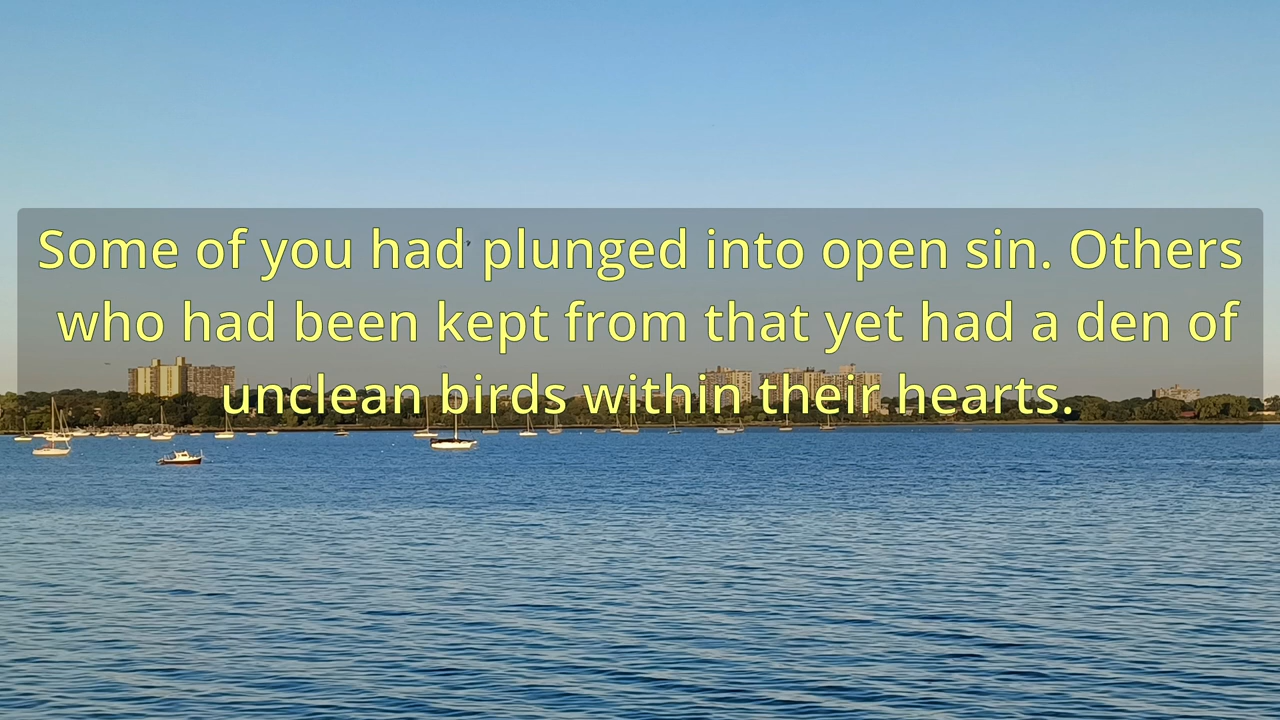 Some of you had plunged into open sin. Others
who had been kept from that yet had a den of
unclean birds within their hearts.